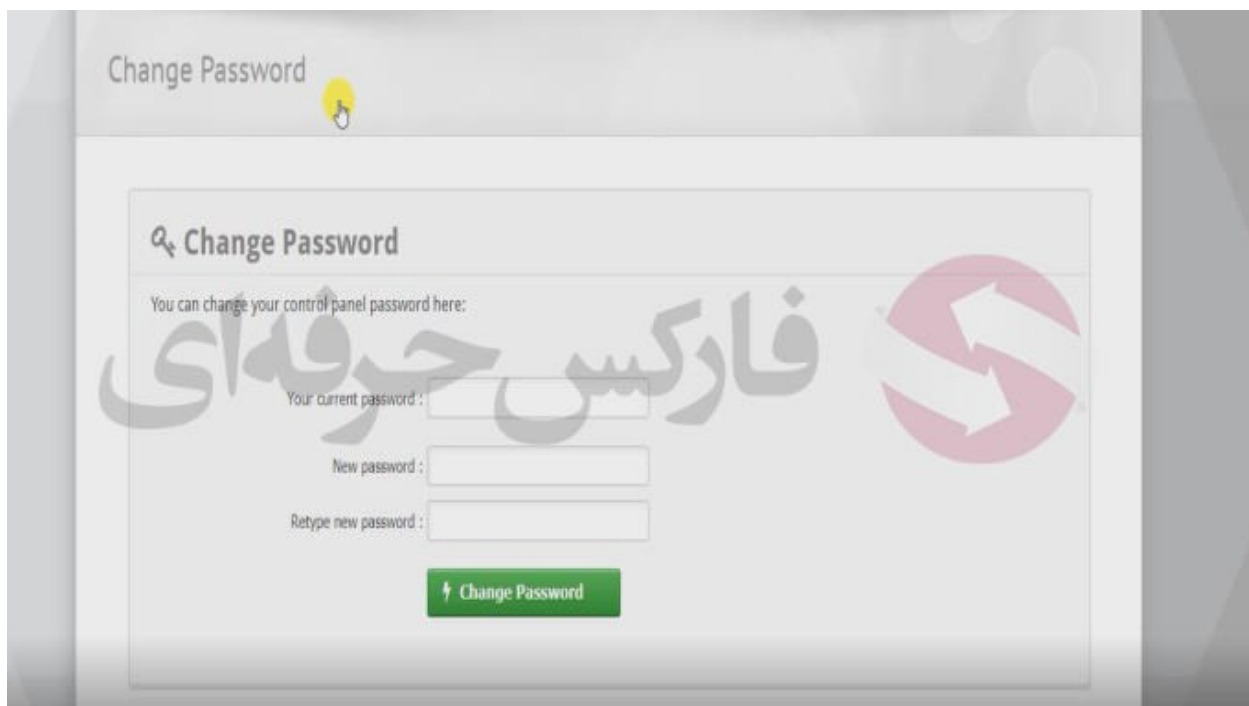 Change Password
Change Password
You can change your control panel password here:
فارکس حرفه‌ای
Your current password :
New password :
Retype new password :
Change Password